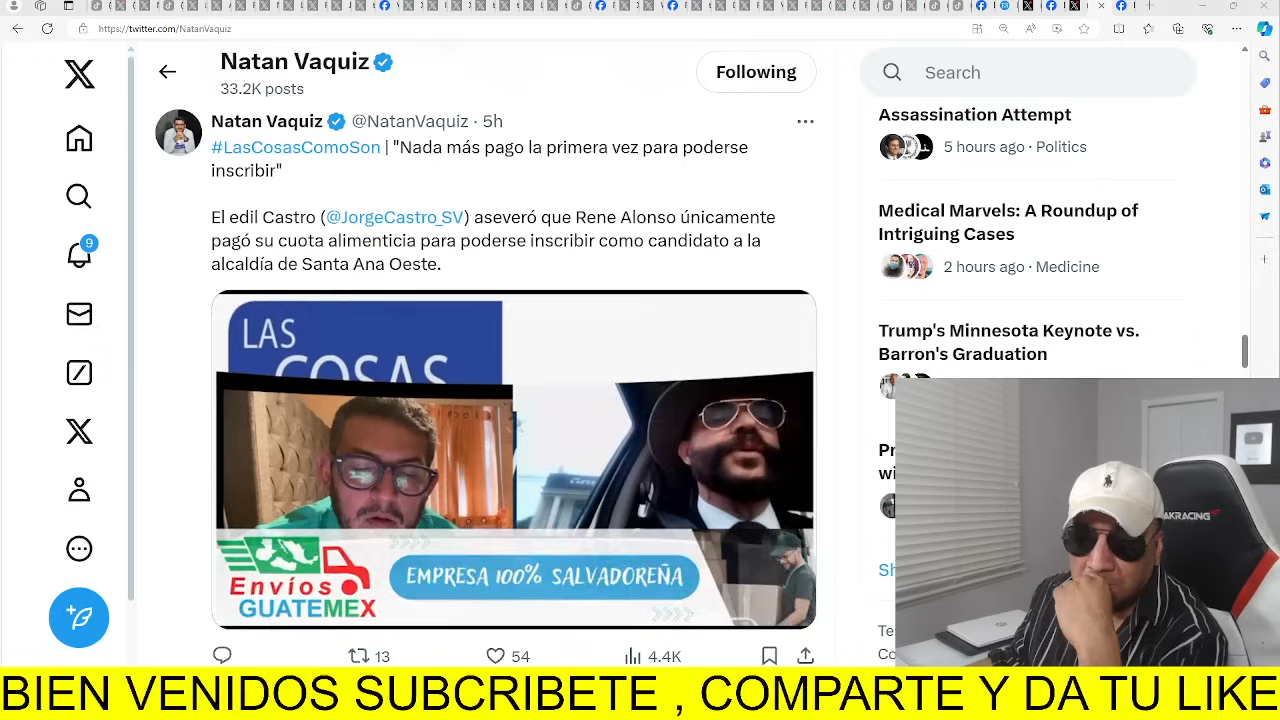 https://twitter.com/NatanVaquiz
Natan Vaquiz
33.2K posts
Following
Search
Natan Vaquiz @NatanVaquiz · 5h
#LasCosasComoSon | "Nada más pago la primera vez para poderse
inscribir"
El edil Castro (@JorgeCastro_SV) aseveró que Rene Alonso únicamente
pagó su cuota alimenticia para poderse inscribir como candidato a la
alcaldía de Santa Ana Oeste.
LAS
COSAS
Envíos
GUATEMEX
EMPRESA 100% SALVADOREÑA
13
54
4.4K
9
Assassination Attempt
5 hours ago · Politics
Medical Marvels: A Roundup of
Intriguing Cases
2 hours ago · Medicine
Trump's Minnesota Keynote vs.
Barron's Graduation
AKRACING
BIEN VENIDOS SUBCRIBETE , COMPARTE Y DA TU LIKE